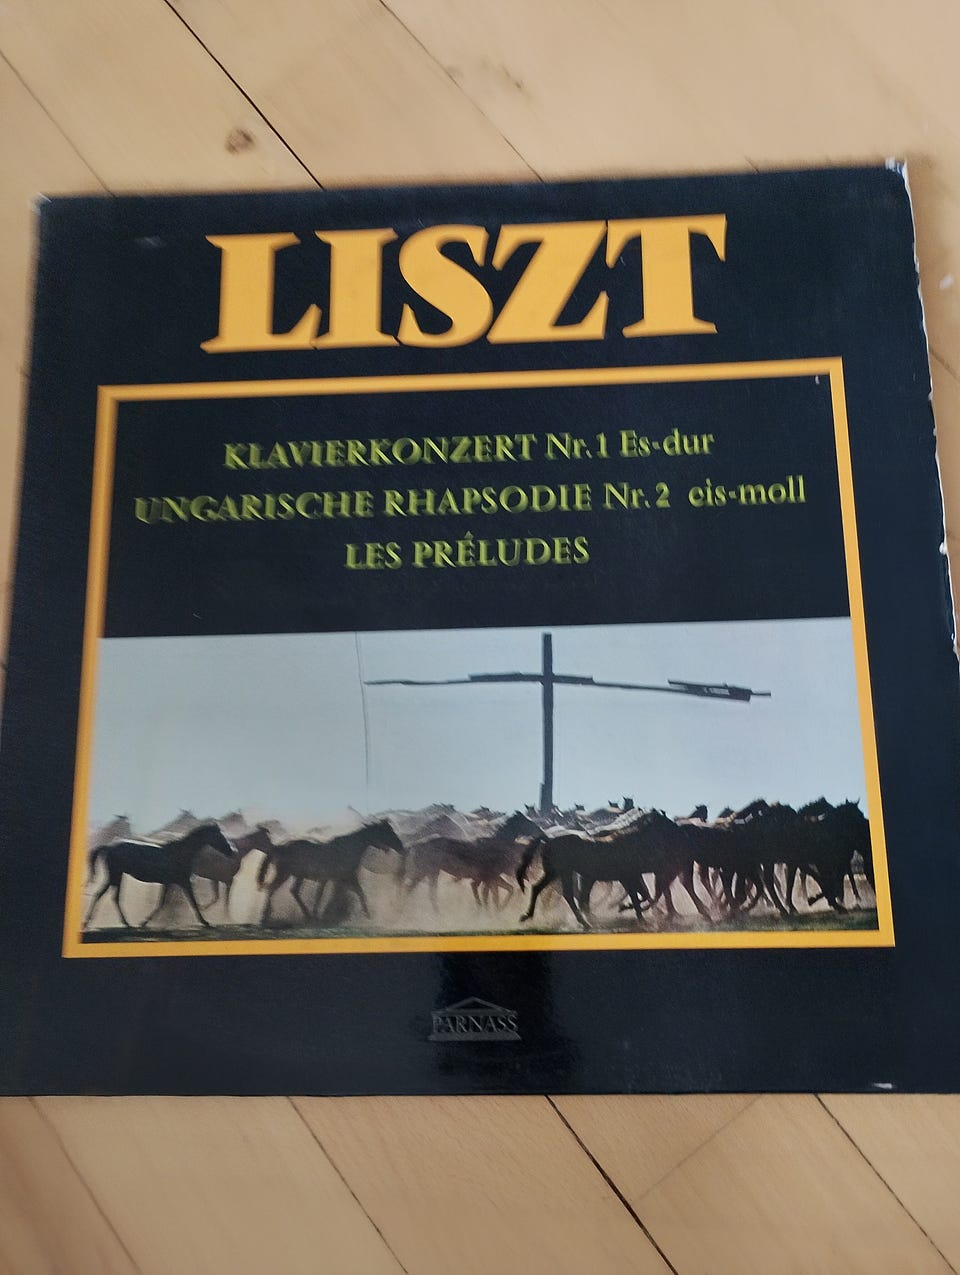 LISZT
KLAVIERKONZERT Nr. 1 Es-dur
UNGARISCHE RHAPSODIE Nr. 2 cis-moll
LES PRÉLUDES
PARNASS